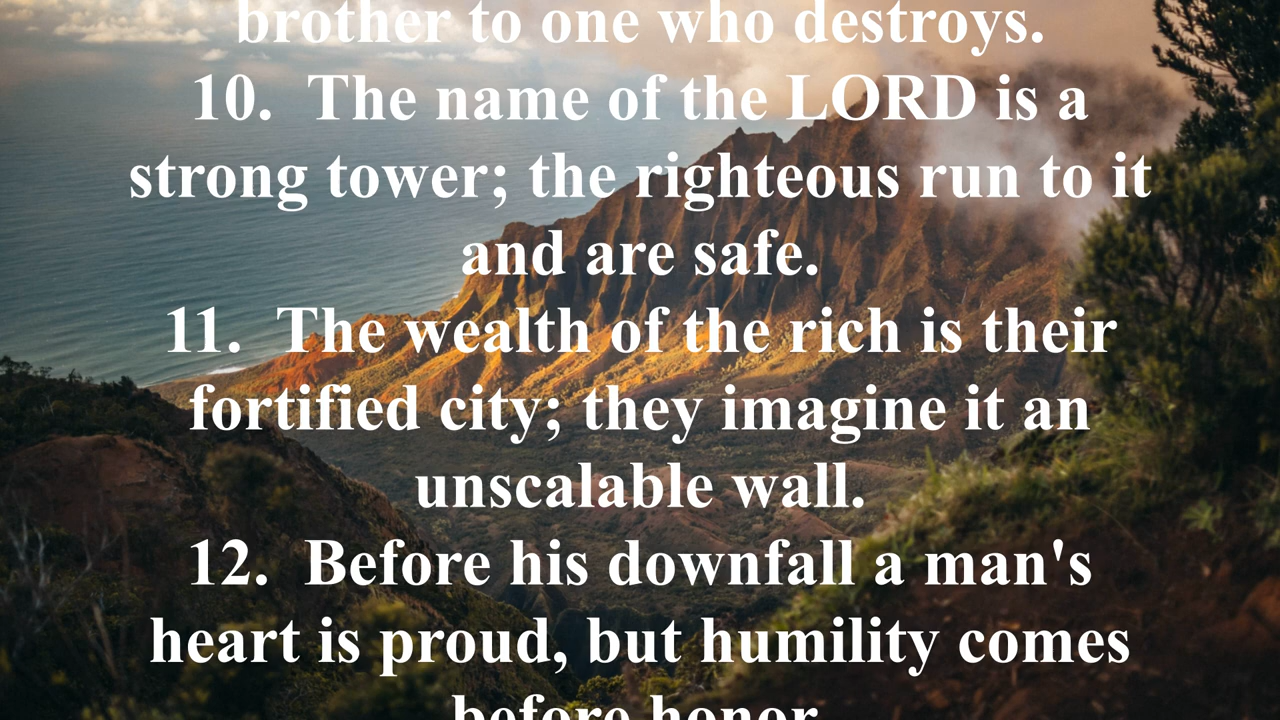 brother to one who destroys.
10.  The name of the LORD is a
strong tower; the righteous run to it
and are safe.
11.  The wealth of the rich is their
fortified city; they imagine it an
unscalable wall.
12.  Before his downfall a man's
heart is proud, but humility comes
before honor.